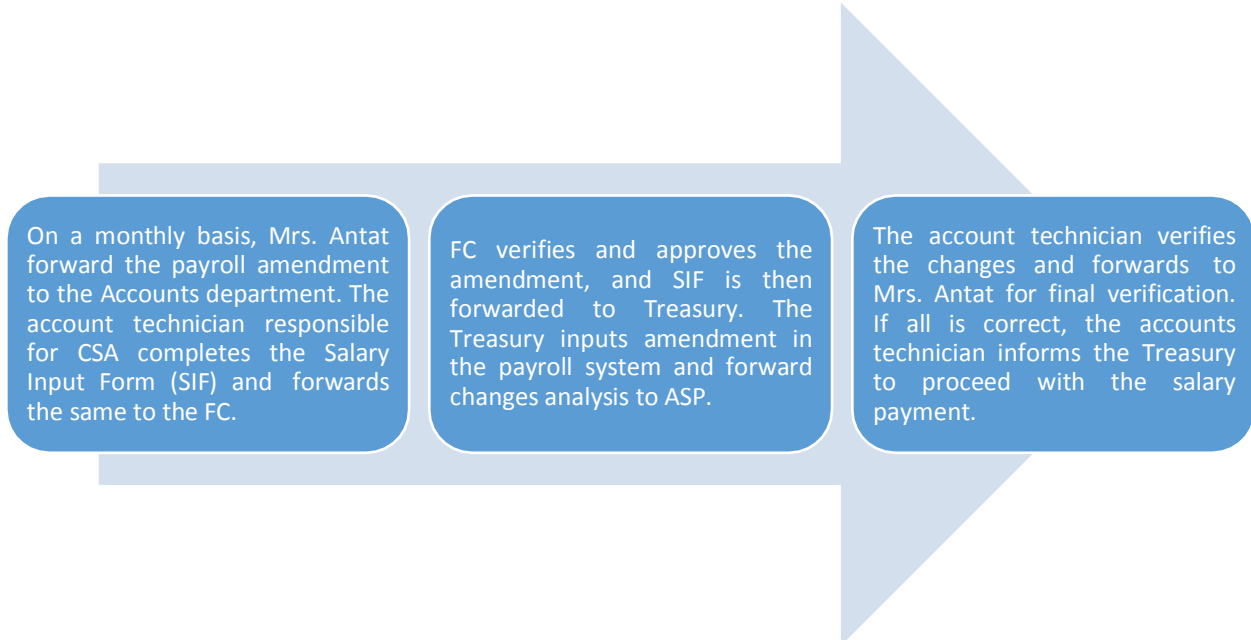 On a monthly basis, Mrs. Antat
forward the payroll amendment
to the Accounts department. The
account technician responsible
for CSA completes the Salary
Input Form (SIF) and forwards
the same to the FC.
FC verifies and approves the
amendment, and SIF is then
forwarded to Treasury. The
Treasury inputs amendment in
the payroll system and forward
changes analysis to ASP.
The account technician verifies
the changes and forwards to
Mrs. Antat for final verification.
If all is correct, the accounts
technician informs the Treasury
to proceed with the salary
payment.